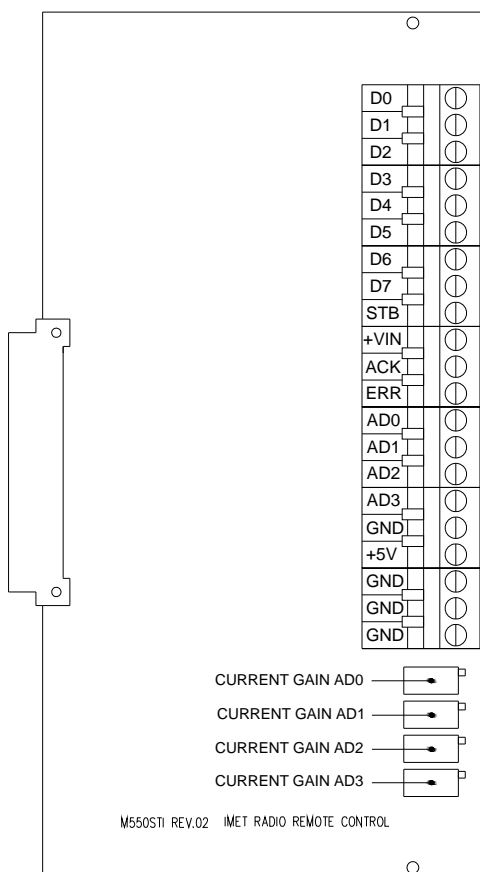 D0
D1
D2
D3
D4
D5
D6
D7
STB
+VIN
ACK
ERR
AD0
AD1
AD2
AD3
GND
+5V
GND
GND
GND
CURRENT GAIN AD0
CURRENT GAIN AD1
CURRENT GAIN AD2
CURRENT GAIN AD3
M550STI REV.02 IMET RADIO REMOTE CONTROL